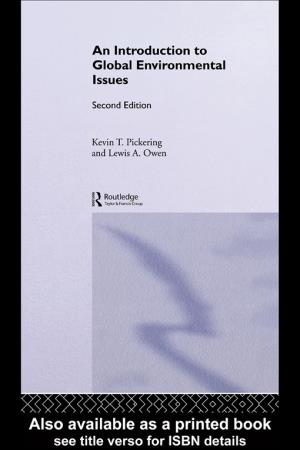 An Introduction to
Global Environmental
Issues
Second Edition
Kevin T. Pickering
and Lewis A. Owen
Routledge
Taylor & Francis Group
Also available as a printed book
see title verso for ISBN details